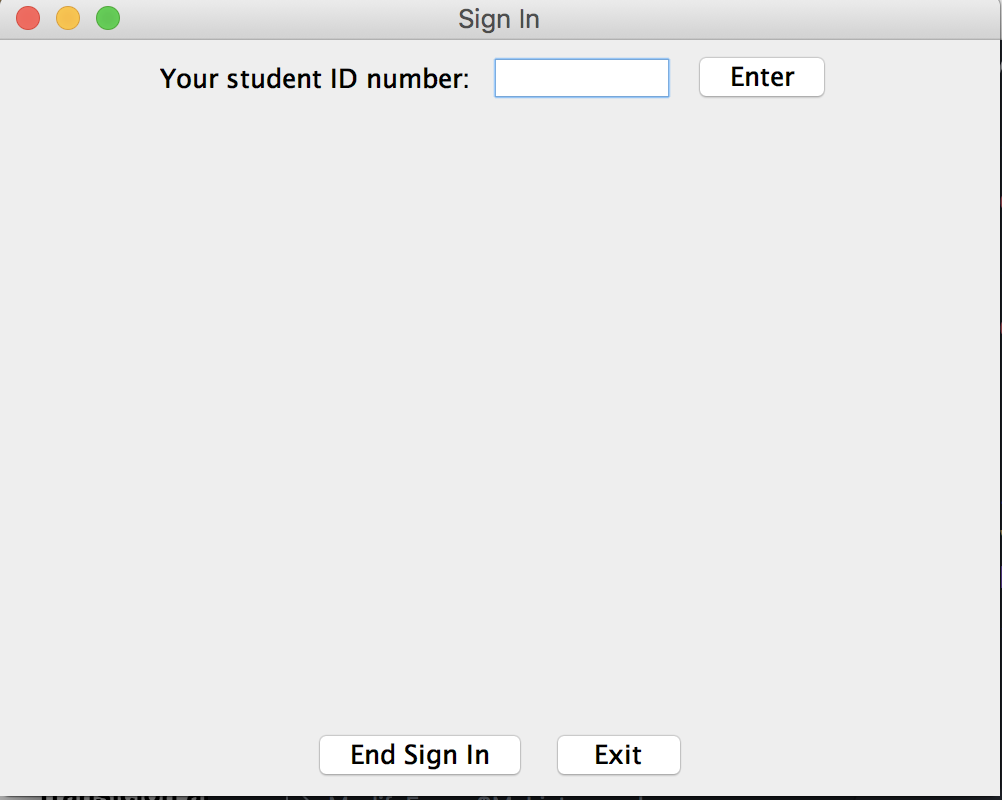 Sign In
Your student ID number: Enter
End Sign In Exit